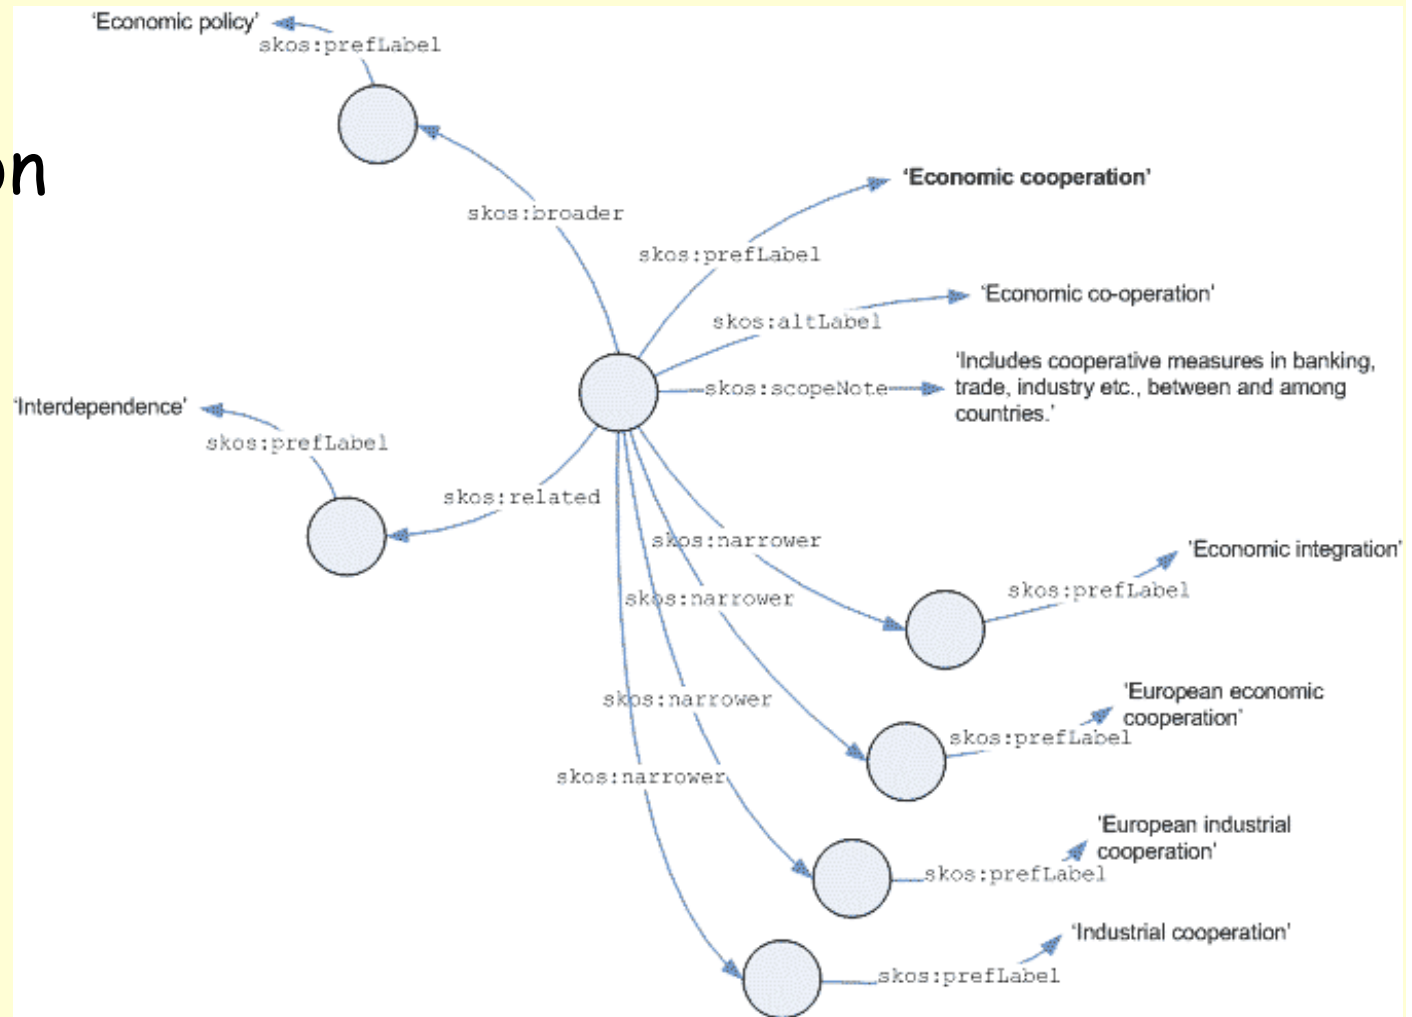 'Economic policy'
skos:prefLabel
on
'Economic cooperation'
skos:broader
skos:prefLabel
'Economic co-operation'
skos:altLabel
'Includes cooperative measures in banking,
trade, industry etc., between and among
countries.'
skos:scopeNote
'Interdependence'
skos:prefLabel
skos:related
skos:narrower
'Economic integration'
skos:prefLabel
skos:narrower
'European economic
cooperation'
skos:narrower
skos:prefLabel
skos:narrower
'European industrial
cooperation'
skos:prefLabel
'Industrial cooperation'
skos:prefLabel